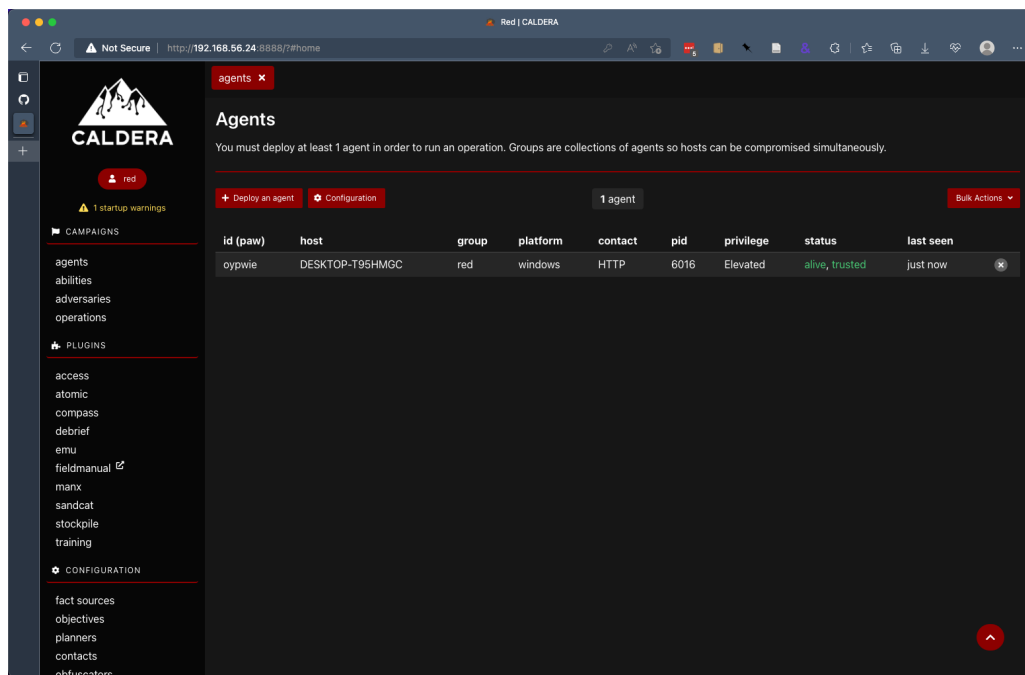 Red | CALDERA
Not Secure | http://192.168.56.24:8888/?#home
agents ×
CALDERA
red
1 startup warnings
CAMPAIGNS
agents
abilities
adversaries
operations
PLUGINS
access
atomic
compass
debrief
emu
fieldmanual
manx
sandcat
stockpile
training
CONFIGURATION
fact sources
objectives
planners
contacts
obfuscators
Agents
You must deploy at least 1 agent in order to run an operation. Groups are collections of agents so hosts can be compromised simultaneously.
+ Deploy an agent Configuration 1 agent Bulk Actions
id (paw) host group platform contact pid privilege status last seen
oypwie DESKTOP-T95HMGC red windows HTTP 6016 Elevated alive, trusted just now